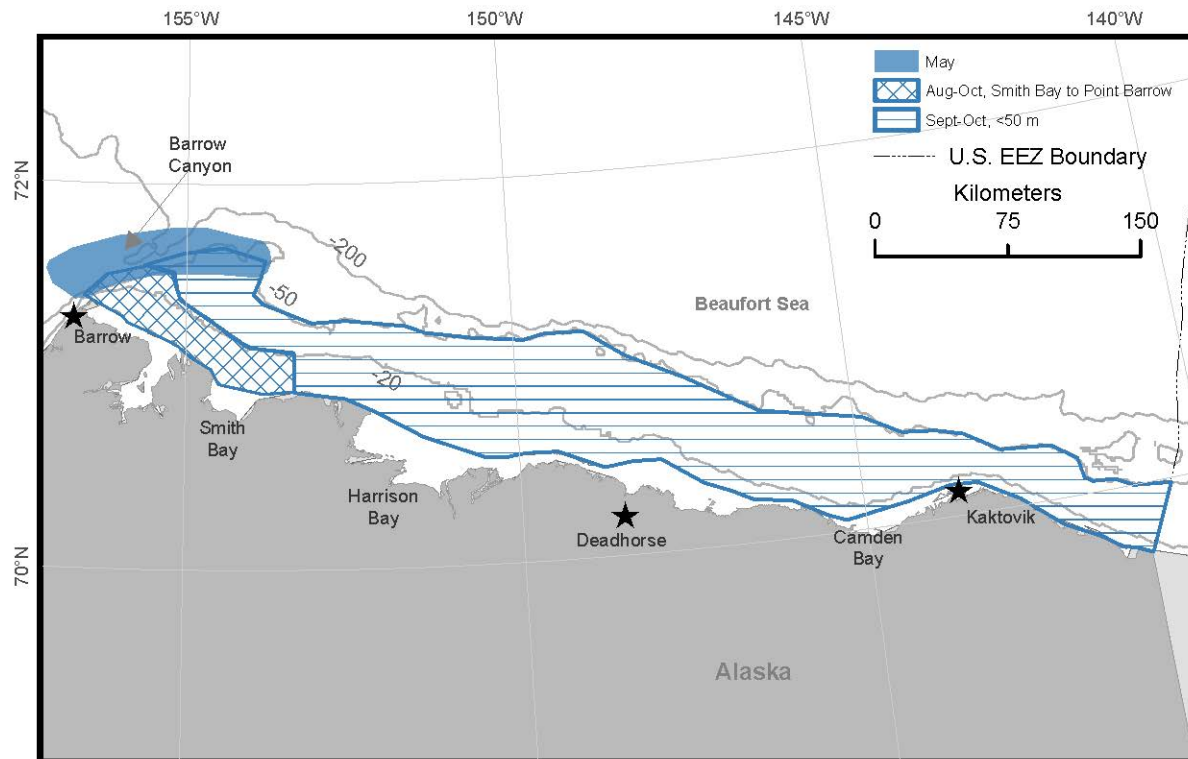 155°W
150°W
145°W
140°W
May
Aug-Oct, Smith Bay to Point Barrow
Sept-Oct, <50 m
U.S. EEZ Boundary
Kilometers
0 75 150
Barrow
Canyon
72°N
-200
-50
Beaufort Sea
Barrow
-20
Smith
Bay
Harrison
Bay
Deadhorse
Kaktovik
Camden
Bay
70°N
Alaska